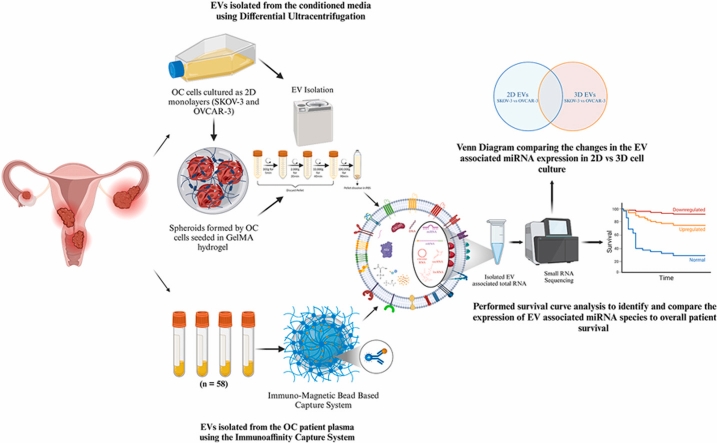 EVs isolated from the conditioned media
using Differential Ultracentrifugation
OC cells cultured as 2D
monolayers (SKOV-3 and
OVCAR-3)
EV Isolation
Spheroids formed by OC
cells seeded in GelMA
hydrogel
(n = 58)
Immuno-Magnetic Bead Based
Capture System
EVs isolated from the OC patient plasma
using the Immunoaffinity Capture System
Isolated EV
associated total RNA
Small RNA
Sequencing
2D EVs
SKOV-3 vs OVCAR-3
3D EVs
SKOV-3 vs OVCAR-3
Venn Diagram comparing the changes in the EV
associated miRNA expression in 2D vs 3D cell
culture
Survival
100
Downregulated
Upregulated
Normal
Time
Performed survival curve analysis to identify and compare the
expression of EV associated miRNA species to overall patient
survival